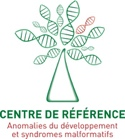 CENTRE DE RÉFÉRENCE
Anomalies du développement
et syndromes malformatifs